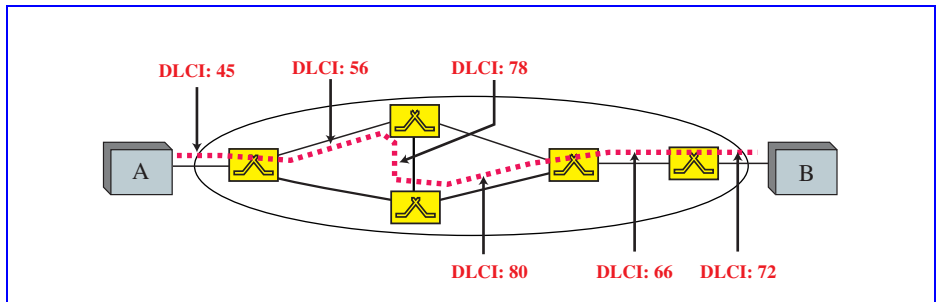 DLCI: 45
DLCI: 56
DLCI: 78
A
B
DLCI: 80
DLCI: 66
DLCI: 72